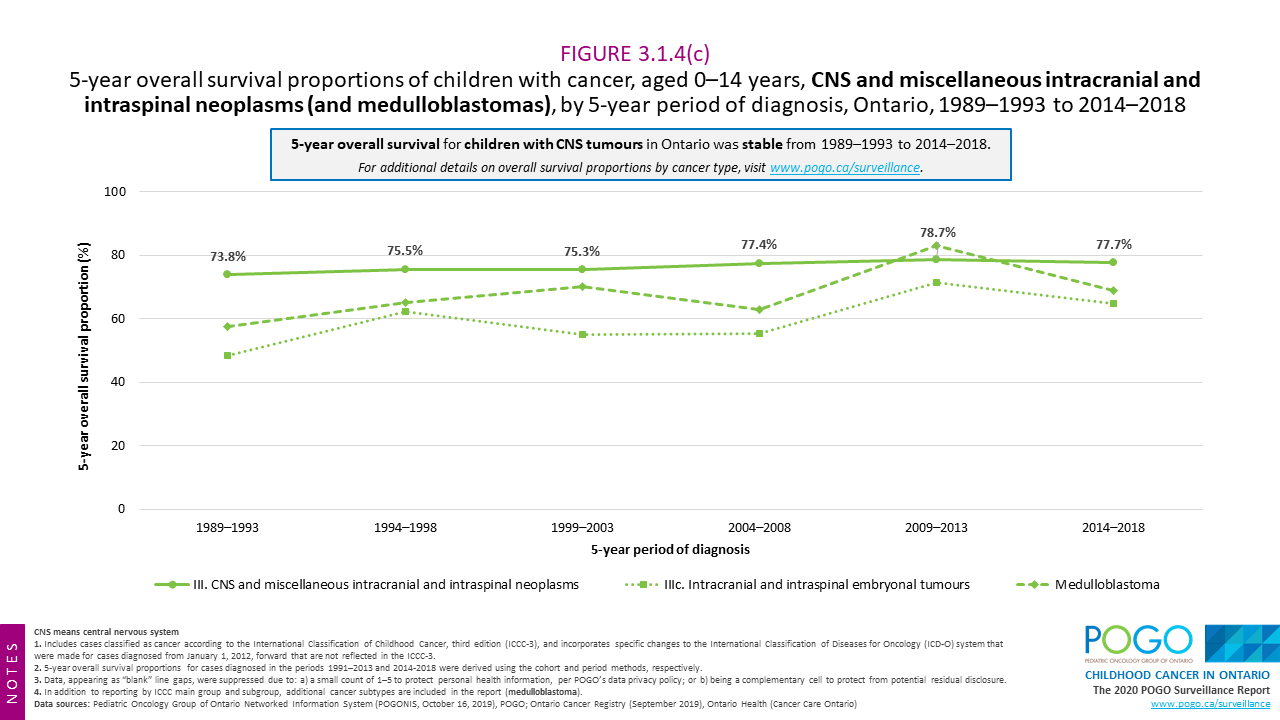 FIGURE 3.1.4(c)
5-year overall survival proportions of children with cancer, aged 0–14 years, CNS and miscellaneous intracranial and
intraspinal neoplasms (and medulloblastomas), by 5-year period of diagnosis, Ontario, 1989–1993 to 2014–2018
5-year overall survival for children with CNS tumours in Ontario was stable from 1989–1993 to 2014–2018.
For additional details on overall survival proportions by cancer type, visit www.pogo.ca/surveillance.
5-year overall survival proportion (%)
100
80
60
40
20
0
73.8%
75.5%
75.3%
77.4%
78.7%
77.7%
1989–1993
1994–1998
1999–2003
2004–2008
2009–2013
2014–2018
5-year period of diagnosis
III. CNS and miscellaneous intracranial and intraspinal neoplasms
IIIc. Intracranial and intraspinal embryonal tumours
Medulloblastoma
NOTES
CNS means central nervous system
1. Includes cases classified as cancer according to the International Classification of Childhood Cancer, third edition (ICCC-3), and incorporates specific changes to the International Classification of Diseases for Oncology (ICD-O) system that
were made for cases diagnosed from January 1, 2012, forward that are not reflected in the ICCC-3.
2. 5-year overall survival proportions for cases diagnosed in the periods 1991–2013 and 2014-2018 were derived using the cohort and period methods, respectively.
3. Data, appearing as “blank” line gaps, were suppressed due to: a) a small count of 1–5 to protect personal health information, per POGO’s data privacy policy; or b) being a complementary cell to protect from potential residual disclosure.
4. In addition to reporting by ICCC main group and subgroup, additional cancer subtypes are included in the report (medulloblastoma).
Data sources: Pediatric Oncology Group of Ontario Networked Information System (POGONIS, October 16, 2019), POGO; Ontario Cancer Registry (September 2019), Ontario Health (Cancer Care Ontario)
POGO
PEDIATRIC ONCOLOGY GROUP OF ONTARIO
CHILDHOOD CANCER IN ONTARIO
The 2020 POGO Surveillance Report
www.pogo.ca/surveillance